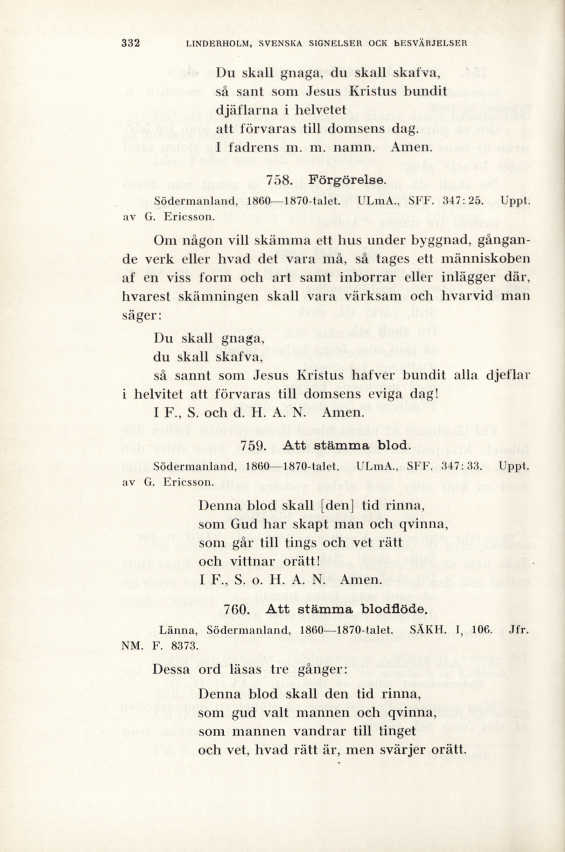 332 LINDERHOLM, SVENSKA SIGNELSER OCK BESVÄRJELSER
Du skall gnaga, du skall skafva,
så sant som Jesus Kristus bundit
djäflarna i helvetet
att förvaras till domsens dag.
I fadrens m. m. namn. Amen.
758. Förgörelse.
Södermanland, 1860—1870-talet. ULmA., SFF. 347: 25. Uppt.
av G. Ericsson.
Om någon vill skämma ett hus under byggnad, gångan-
de verk eller hvad det vara må, så tages ett människoben
af en viss form och art samt inborrar eller inlägger där,
hvarest skämningen skall vara värksam och hvarvid man
säger:
Du skall gnaga,
du skall skafva,
så sannt som Jesus Kristus hafver bundit alla djeflar
i helvitet att förvaras till domsens eviga dag!
I F., S. och d. H. A. N. Amen.
759. Att stämma blod.
Södermanland, 1860—1870-talet. ULmA., SFF. 347: 33. Uppt.
av G. Ericsson.
Denna blod skall [den] tid rinna,
som Gud har skapt man och qvinna,
som går till tings och vet rätt
och vittnar orätt!
I F., S. o. H. A. N. Amen.
760. Att stämma blodflöde.
Länna, Södermanland, 1860—1870-talet. SÄKH. I, 106. Jfr.
NM. F. 8373.
Dessa ord läsas tre gånger:
Denna blod skall den tid rinna,
som gud valt mannen och qvinna,
som mannen vandrar till tinget
och vet, hvad rätt är, men svärjer orätt.